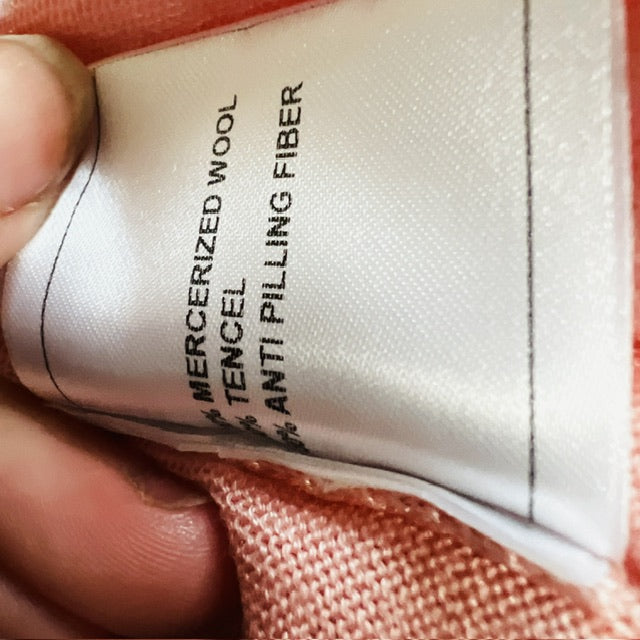 % MERCERIZED WOOL
% TENCEL
% ANTI PILLING FIBER